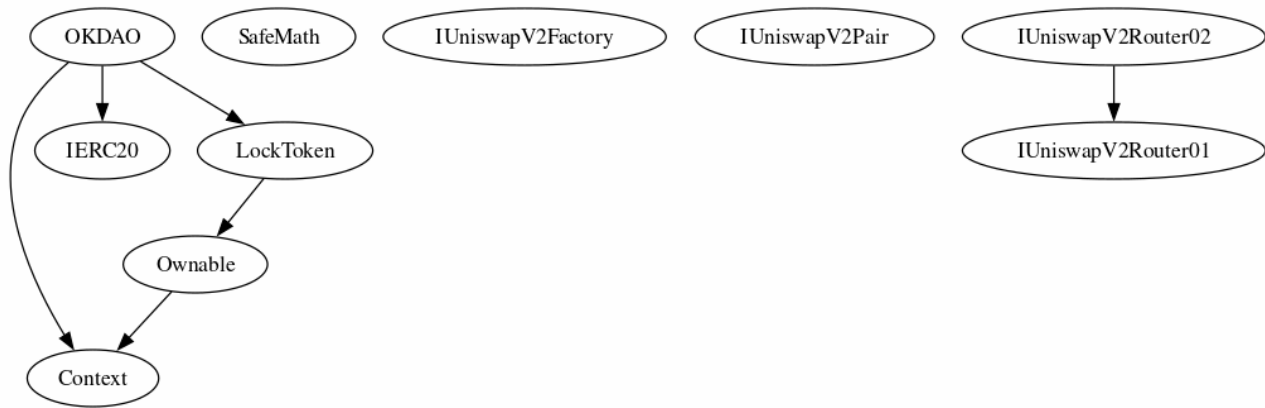 OKDAO
SafeMath
IUniswapV2Factory
IUniswapV2Pair
IUniswapV2Router02
IERC20
LockToken
IUniswapV2Router01
Ownable
Context